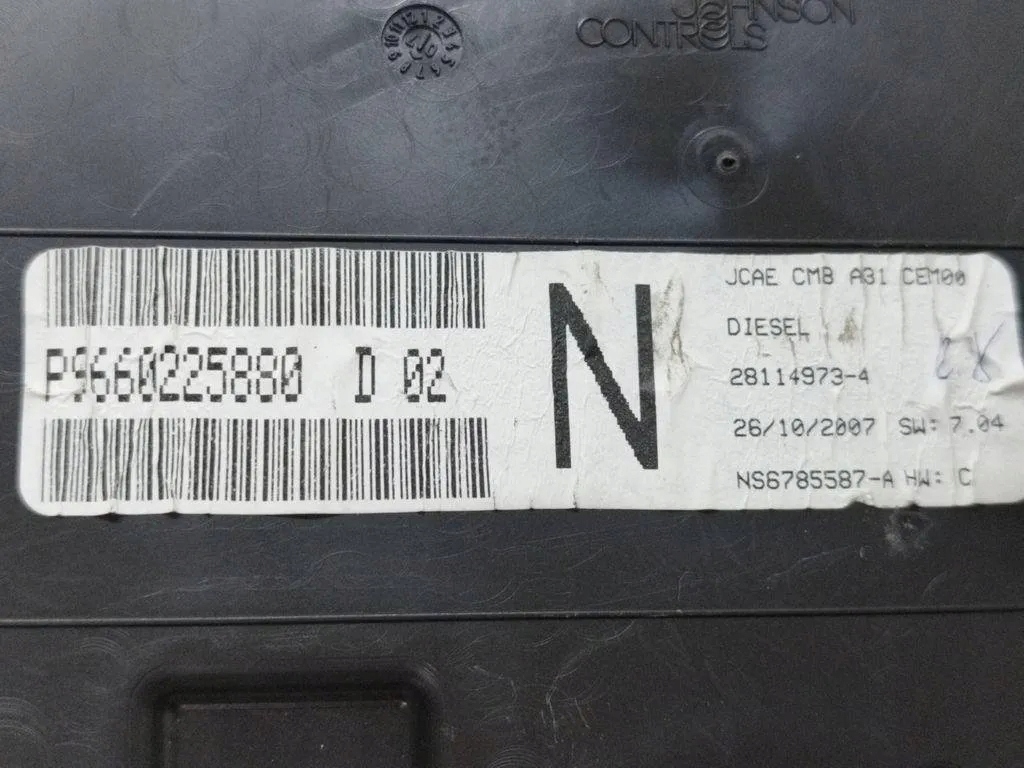 JOHNSON
CONTROLS
P9660225880 D 02
N
JCAE CMB A31 CEM00
DIESEL
28114973-4
28
26/10/2007 SW: 7.04
NS6785587-A HW: C